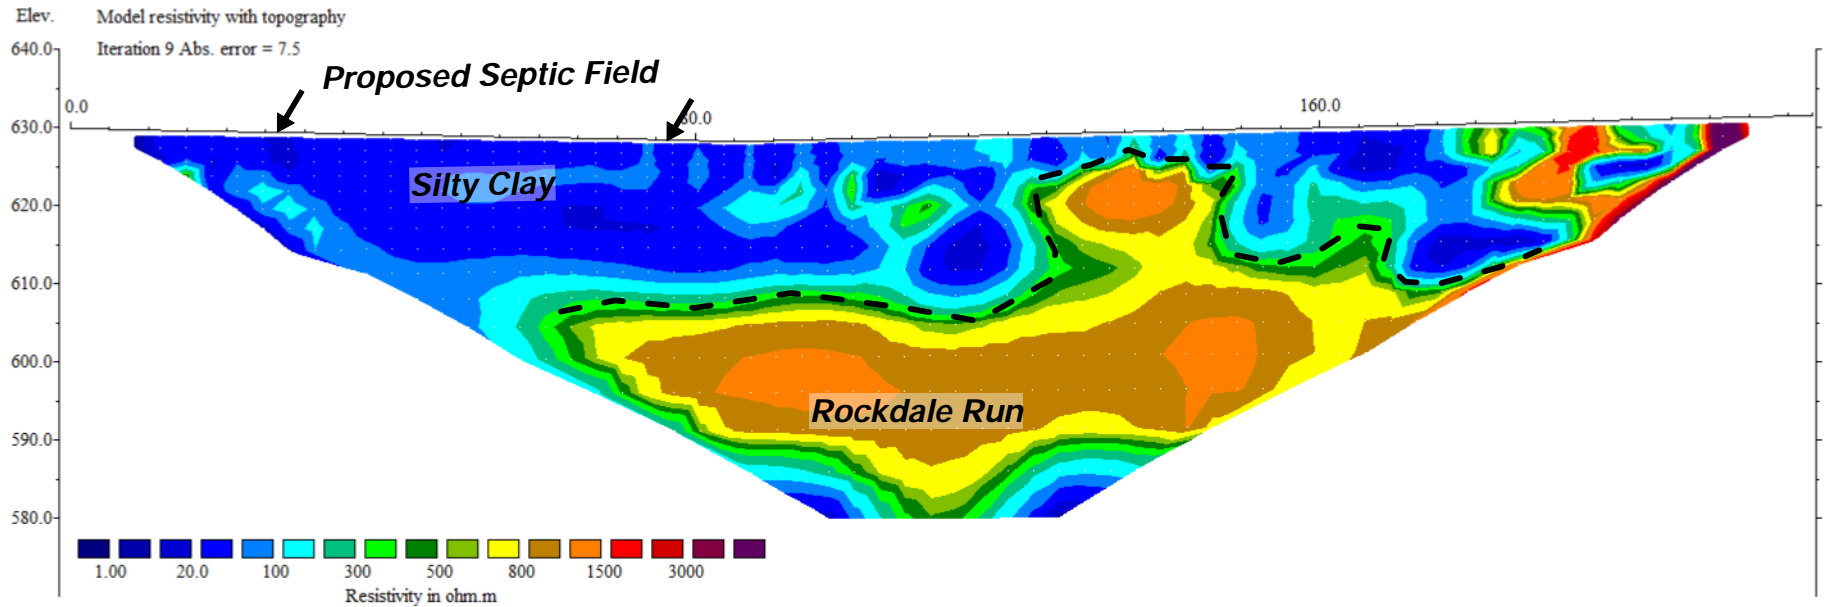 Elev.
Model resistivity with topography
Iteration 9 Abs. error = 7.5
640.0
Proposed Septic Field
0.0
80.0
160.0
630.0
Silty Clay
620.0
610.0
600.0
Rockdale Run
590.0
580.0
1.00 20.0 100 300 500 800 1500 3000
Resistivity in ohm.m